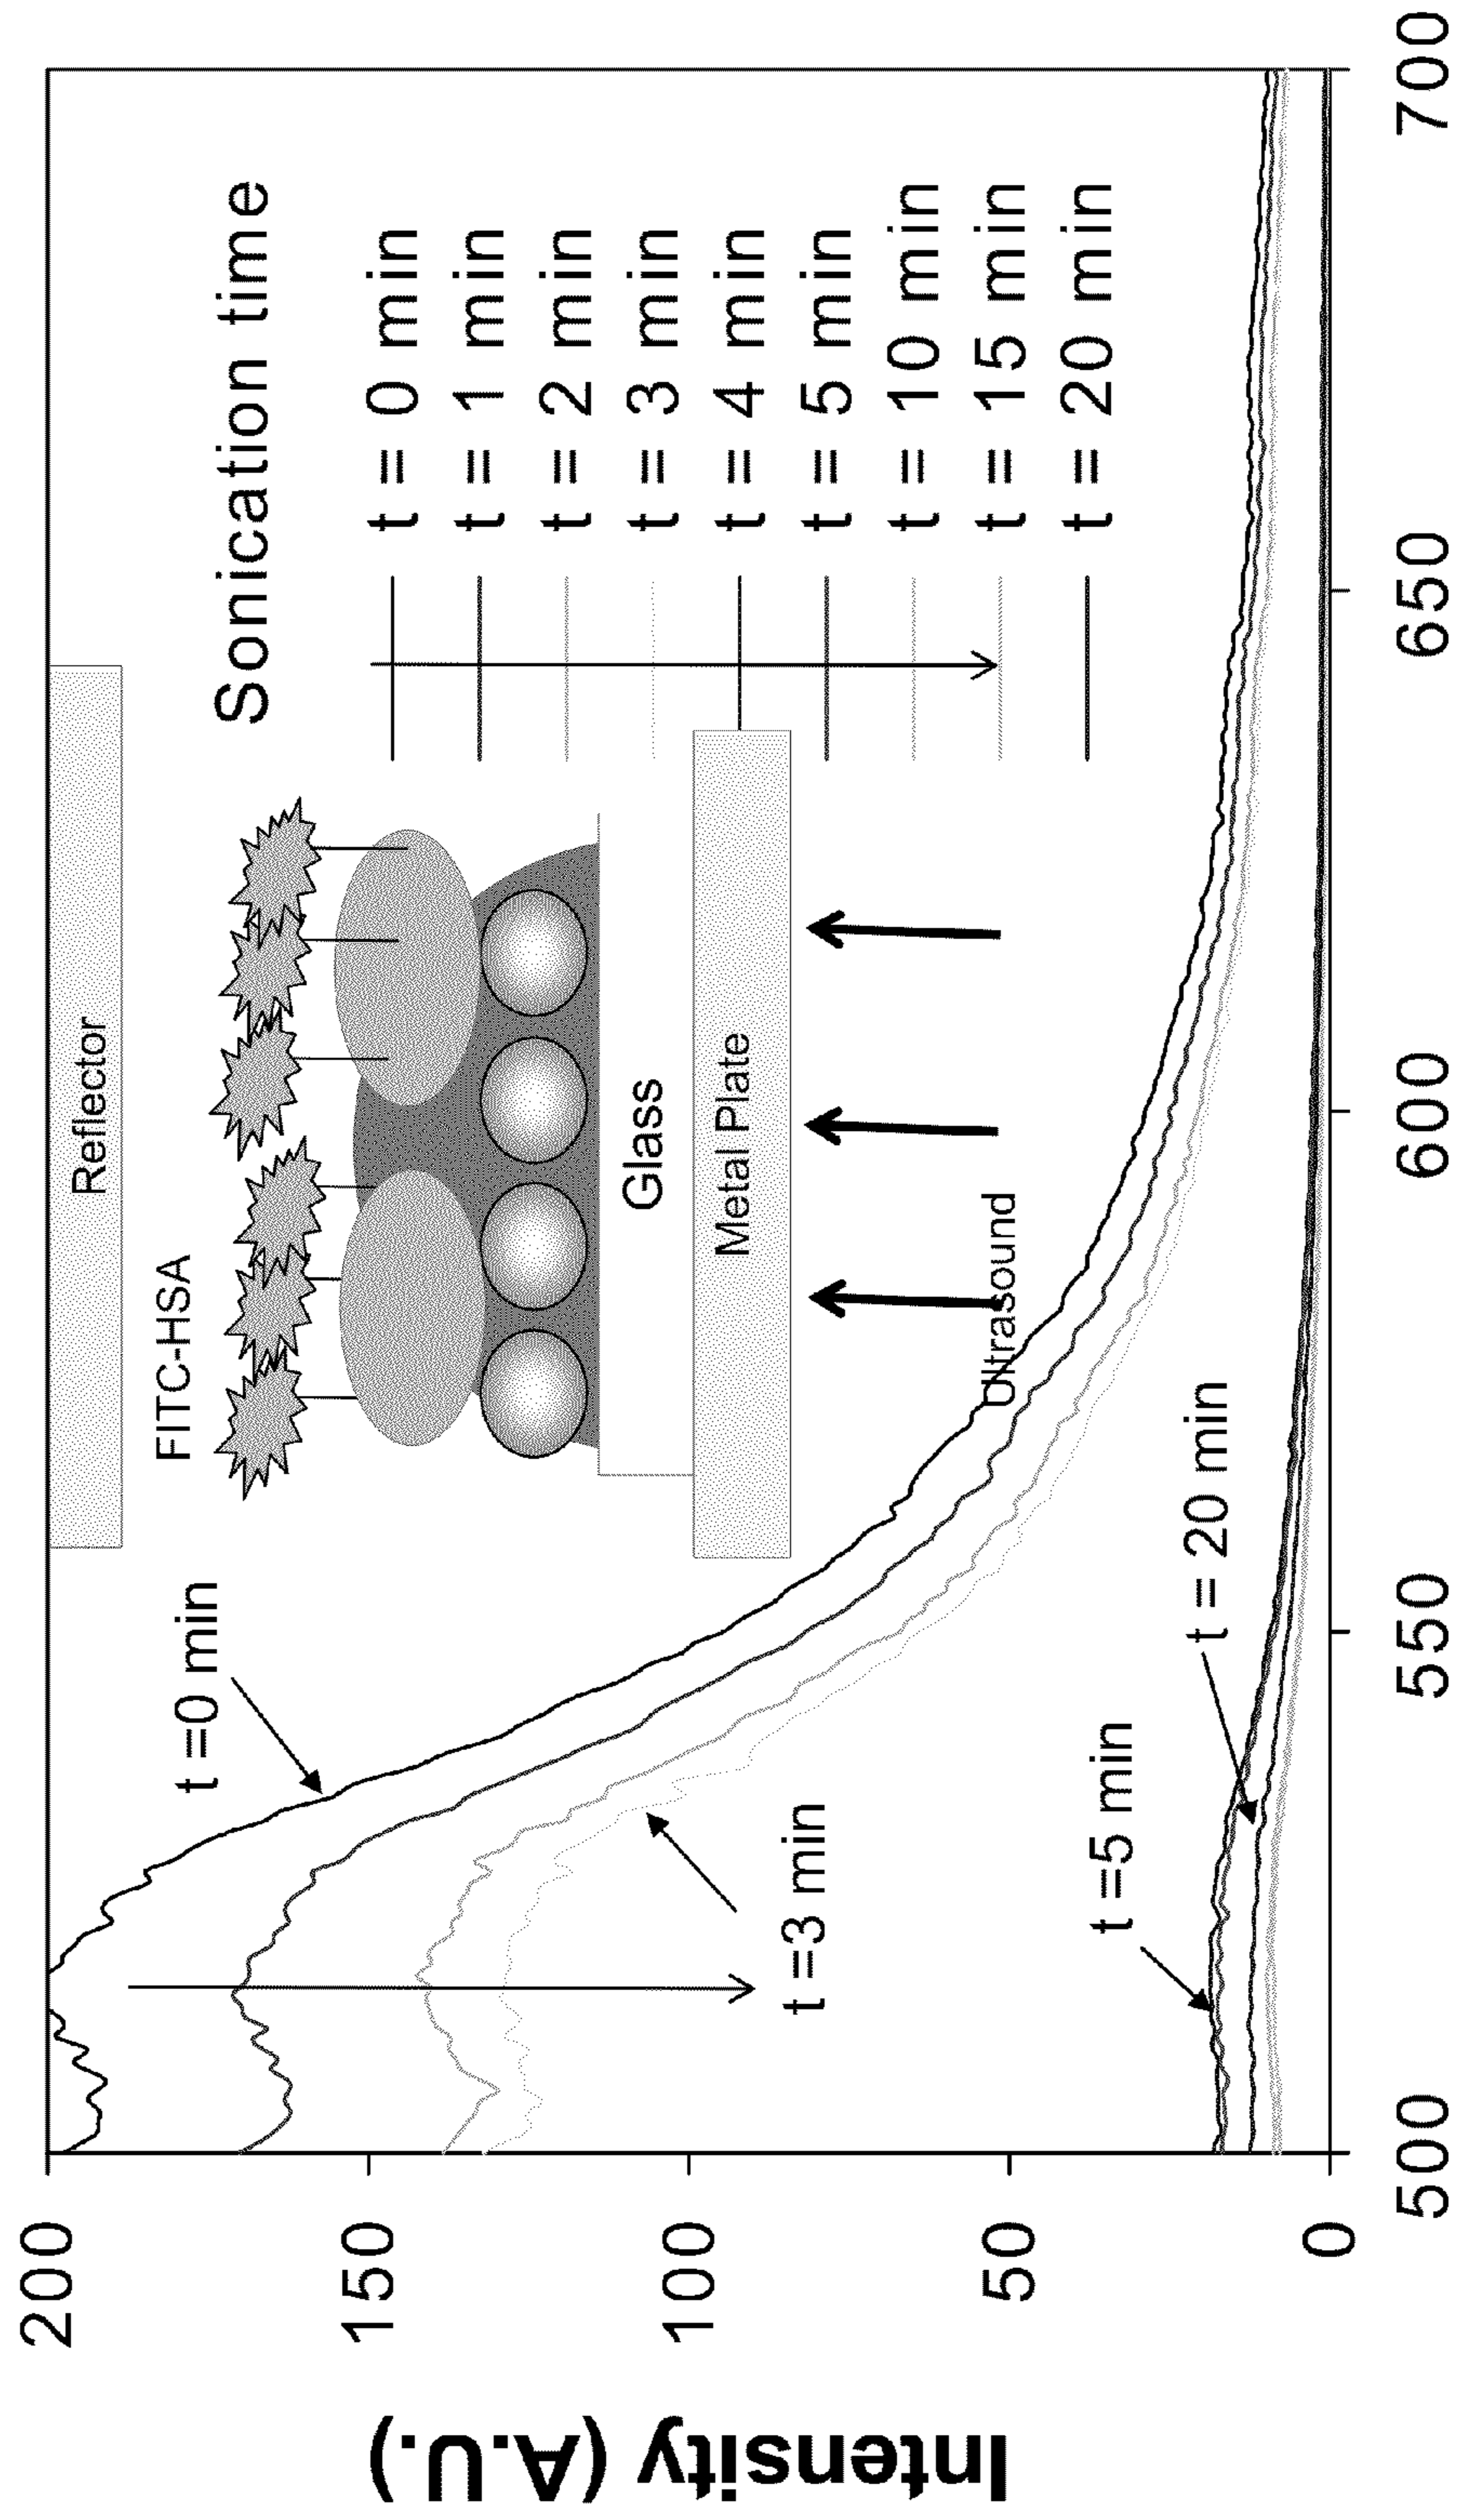 Intensity (A.U.)
200
150
100
50
0
500
550
600
650
700
Reflector
FITC-HSA
Glass
Metal Plate
Ultrasound
Sonication time
t = 0 min
t = 1 min
t = 2 min
t = 3 min
t = 4 min
t = 5 min
t = 10 min
t = 15 min
t = 20 min
t =0 min
t =3 min
t =5 min
t = 20 min